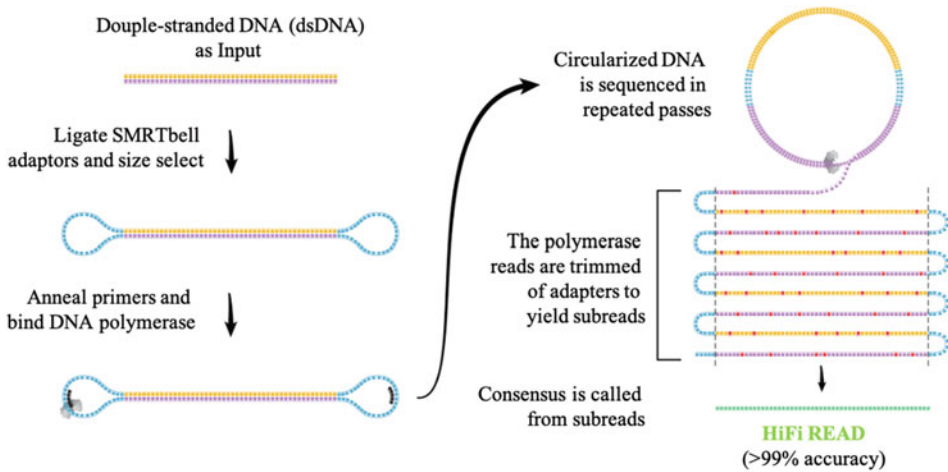 Douple-stranded DNA (dsDNA)
as Input
Ligate SMRTbell
adaptors and size select
Anneal primers and
bind DNA polymerase
Circularized DNA
is sequenced in
repeated passes
The polymerase
reads are trimmed
of adapters to
yield subreads
Consensus is called
from subreads
HiFi READ
(>99% accuracy)